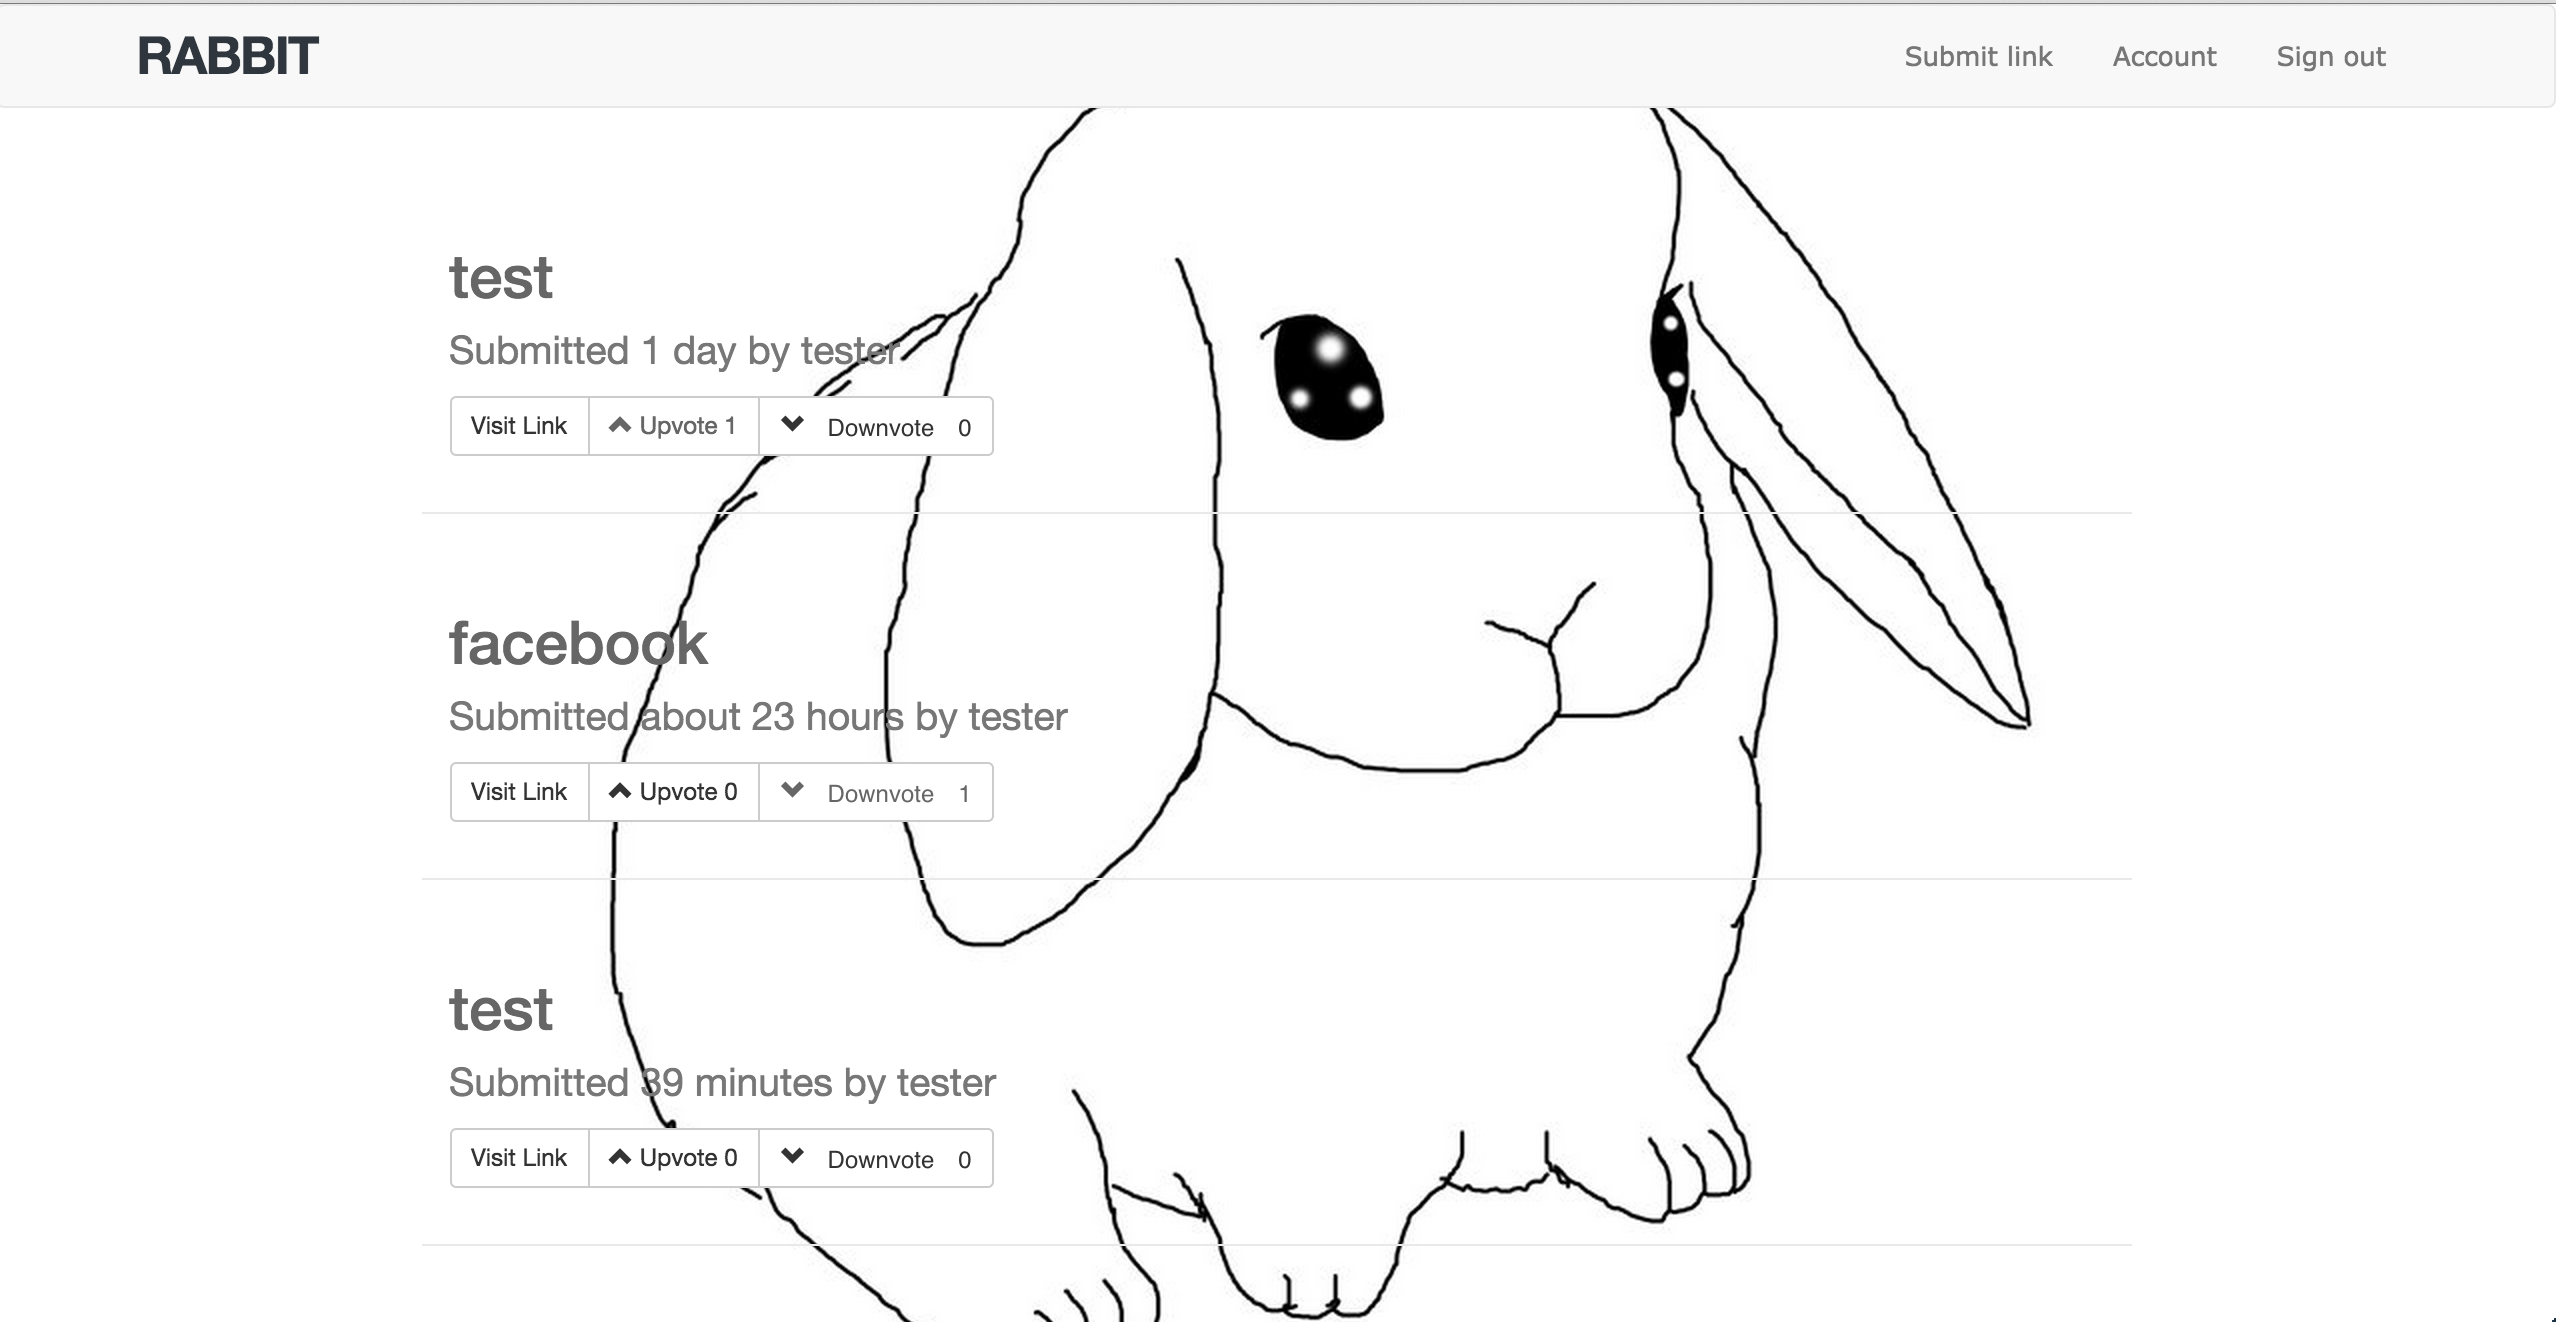 RABBIT Submit link Account Sign out
test
Submitted 1 day by tester
Visit Link Upvote 1 Downvote 0
facebook
Submitted about 23 hours by tester
Visit Link Upvote 0 Downvote 1
test
Submitted 39 minutes by tester
Visit Link Upvote 0 Downvote 0